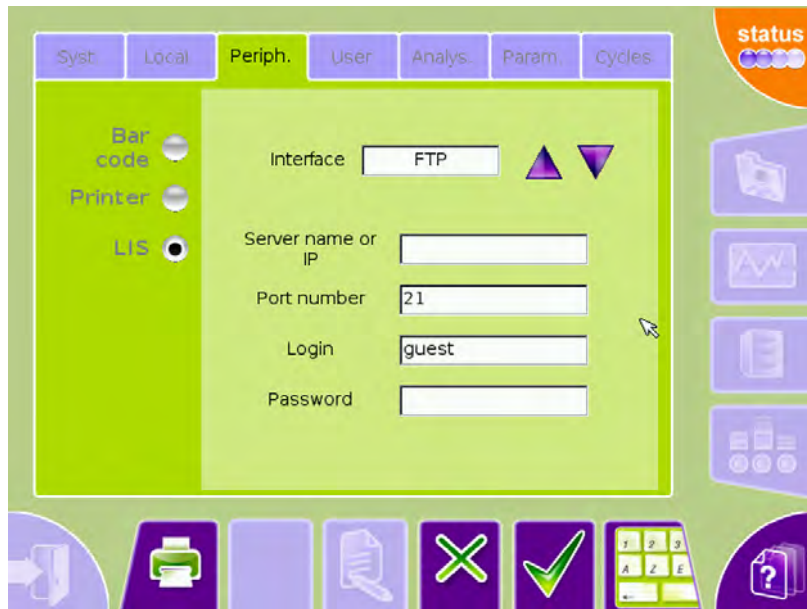 status
Syst.
Local
Periph.
User
Analys.
Param.
Cycles
Bar
code
Printer
LIS
Interface
FTP
Server name or
IP
Port number
21
Login
guest
Password
1 2 3
A Z E
?